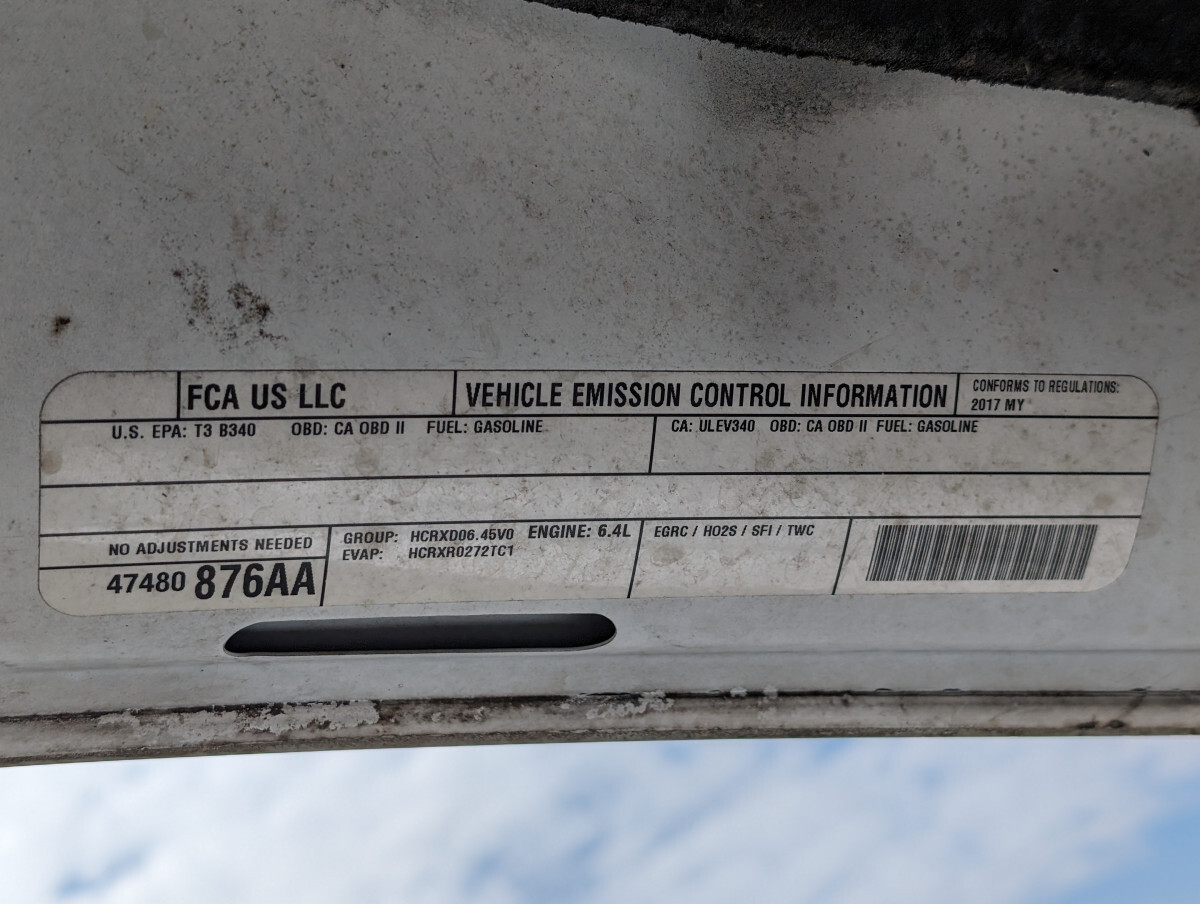 FCA US LLC
VEHICLE EMISSION CONTROL INFORMATION
CONFORMS TO REGULATIONS:
2017 MY
U.S. EPA: T3 B340 OBD: CA OBD II FUEL: GASOLINE
CA: ULEV340 OBD: CA OBD II FUEL: GASOLINE
NO ADJUSTMENTS NEEDED
47480 876AA
GROUP: HCRXD06.45V0 ENGINE: 6.4L
EVAP: HCRXR0272TC1
EGRC / HO2S / SFI / TWC